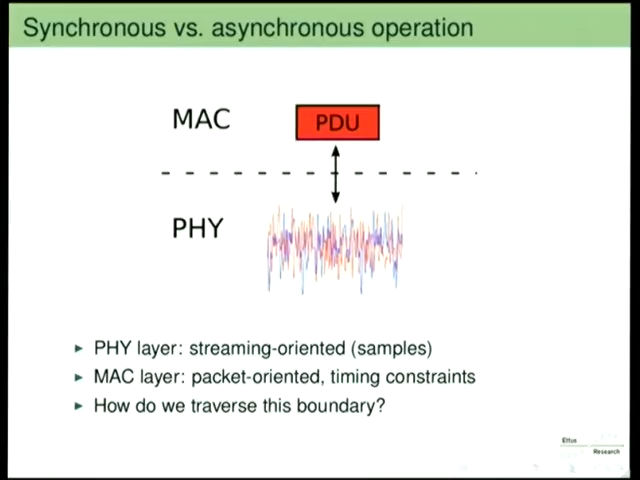 Synchronous vs. asynchronous operation
MAC
PDU
PHY
PHY layer: streaming-oriented (samples)
MAC layer: packet-oriented, timing constraints
How do we traverse this boundary?
Ettus
Research